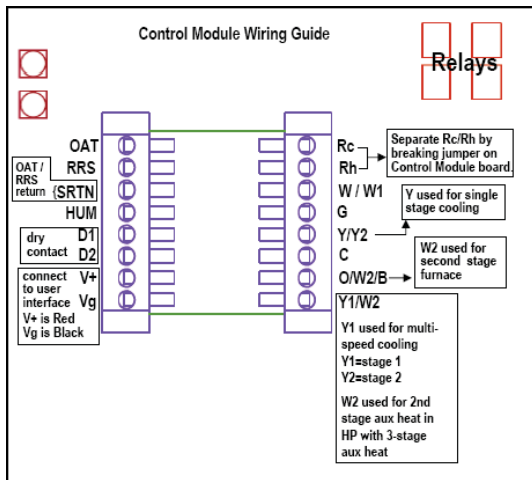 Control Module Wiring Guide
Relays
OAT
RRS
OAT /
RRS
return
{SRTN
HUM
dry
contact
D1
D2
connect
to user
interface
V+ is Red
Vg is Black
V+
Vg
Rc
Rh
W / W1
G
Y/Y2
C
O/W2/B
Y1/W2
Separate Rc/Rh by
breaking jumper on
Control Module board.
Y used for single
stage cooling
W2 used for
second stage
furnace
Y1 used for multi-
speed cooling
Y1=stage 1
Y2=stage 2
W2 used for 2nd
stage aux heat in
HP with 3-stage
aux heat